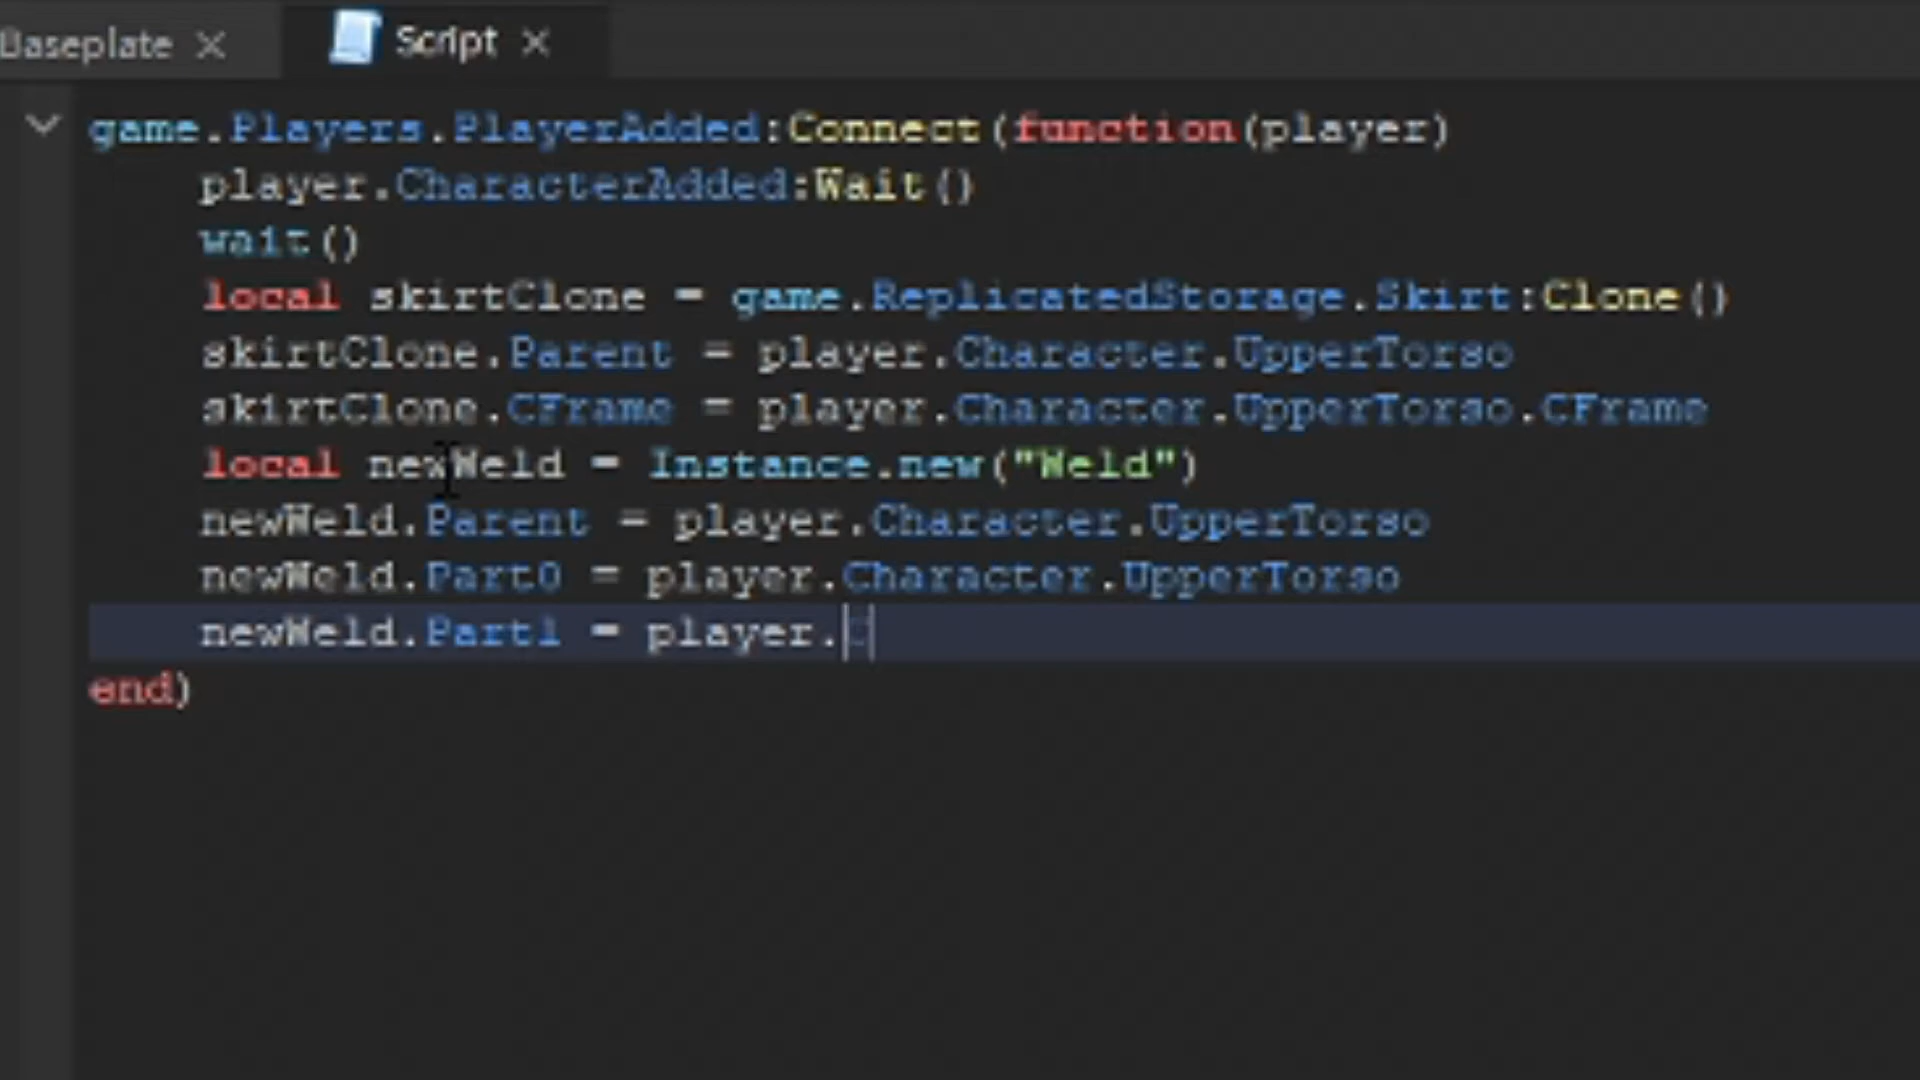 Baseplate
Script
game.Players.PlayerAdded:Connect(function(player)
player.CharacterAdded:Wait()
wait()
local skirtClone = game.ReplicatedStorage.Skirt:Clone()
skirtClone.Parent = player.Character.UpperTorso
skirtClone.CFrame = player.Character.UpperTorso.CFrame
local newWeld = Instance.new("Weld")
newWeld.Parent = player.Character.UpperTorso
newWeld.Part0 = player.Character.UpperTorso
newWeld.Part1 = player.
end)